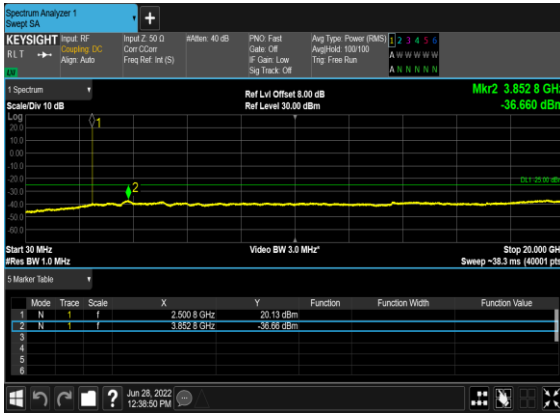 Spectrum Analyzer 1
Swept SA
+
KEYSIGHT Input: RF Input Z: 50 Ω #Atten: 40 dB PNO: Fast Avg Type: Power (RMS) 1 2 3 4 5 6
RLT Coupling: DC Corr CCorr Gate: Off Avg|Hold: 100/100 A W W W W W
Align: Auto Freq Ref: Int (S) IF Gain: Low Trig: Free Run
Sig Track: Off A N N N N N
1 Spectrum Ref Lvl Offset 8.00 dB Mkr2 3.852 8 GHz
Scale/Div 10 dB Ref Level 30.00 dBm -36.660 dBm
Log
20.0
10.0
0.00
-10.0
-20.0
-30.0
-40.0
-50.0
-60.0
1
2
DL1 -25.00 dBm
Start 30 MHz Video BW 3.0 MHz* Stop 20.000 GHz
#Res BW 1.0 MHz Sweep ~38.3 ms (40001 pts)
5 Marker Table
Mode Trace Scale X Y Function Function Width Function Value
1 N 1 f 2.500 8 GHz 20.13 dBm
2 N 1 f 3.852 8 GHz -36.66 dBm
3
4
5
6
? Jun 28, 2022
12:38:50 PM